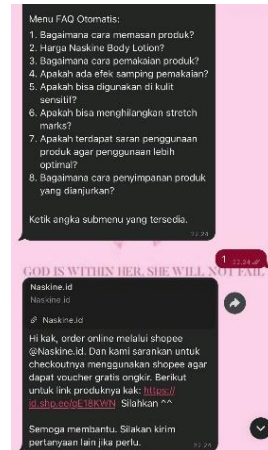 Menu FAQ Otomatis:
1. Bagaimana cara memasan produk?
2. Harga Naskine Body Lotion?
3. Bagaimana cara pemakaian produk?
4. Apakah ada efek samping pemakaian?
5. Apakah bisa digunakan di kulit
sensitif?
6. Apakah bisa menghilangkan stretch
marks?
7. Apakah terdapat saran penggunaan
produk agar penggunaan lebih
optimal?
8. Bagaimana cara penyimpanan produk
yang dianjurkan?
Ketik angka submenu yang tersedia.
22.24
1 22.24
GOD IS WITHIN HER, SHE WILL NOT FAIL
Naskine.id
Naskine.id
Naskine.id
Hi kak, order online melalui shopee
@Naskine.id. Dan kami sarankan untuk
checkoutnya menggunakan shopee agar
dapat voucher gratis ongkir. Berikut
untuk link produknya kak: https://
id.shp.ee/qE18KWN Silahkan ^^
Semoga membantu. Silakan kirim
pertanyaan lain jika perlu.
22.24